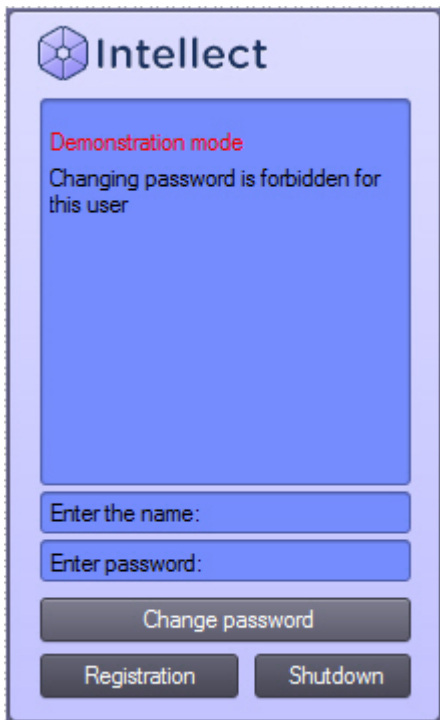 Intellect
Demonstration mode
Changing password is forbidden for
this user
Enter the name:
Enter password:
Change password
Registration
Shutdown